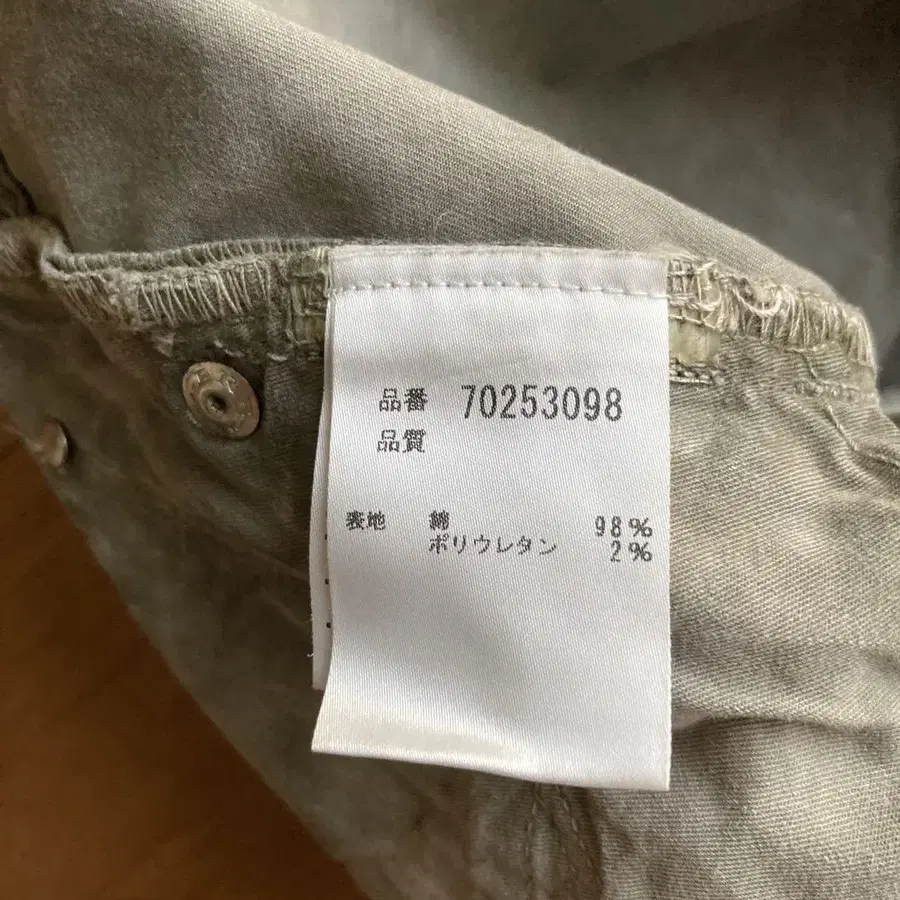 品番 70253098
品質
表地 綿 98%
ポリウレタン 2%